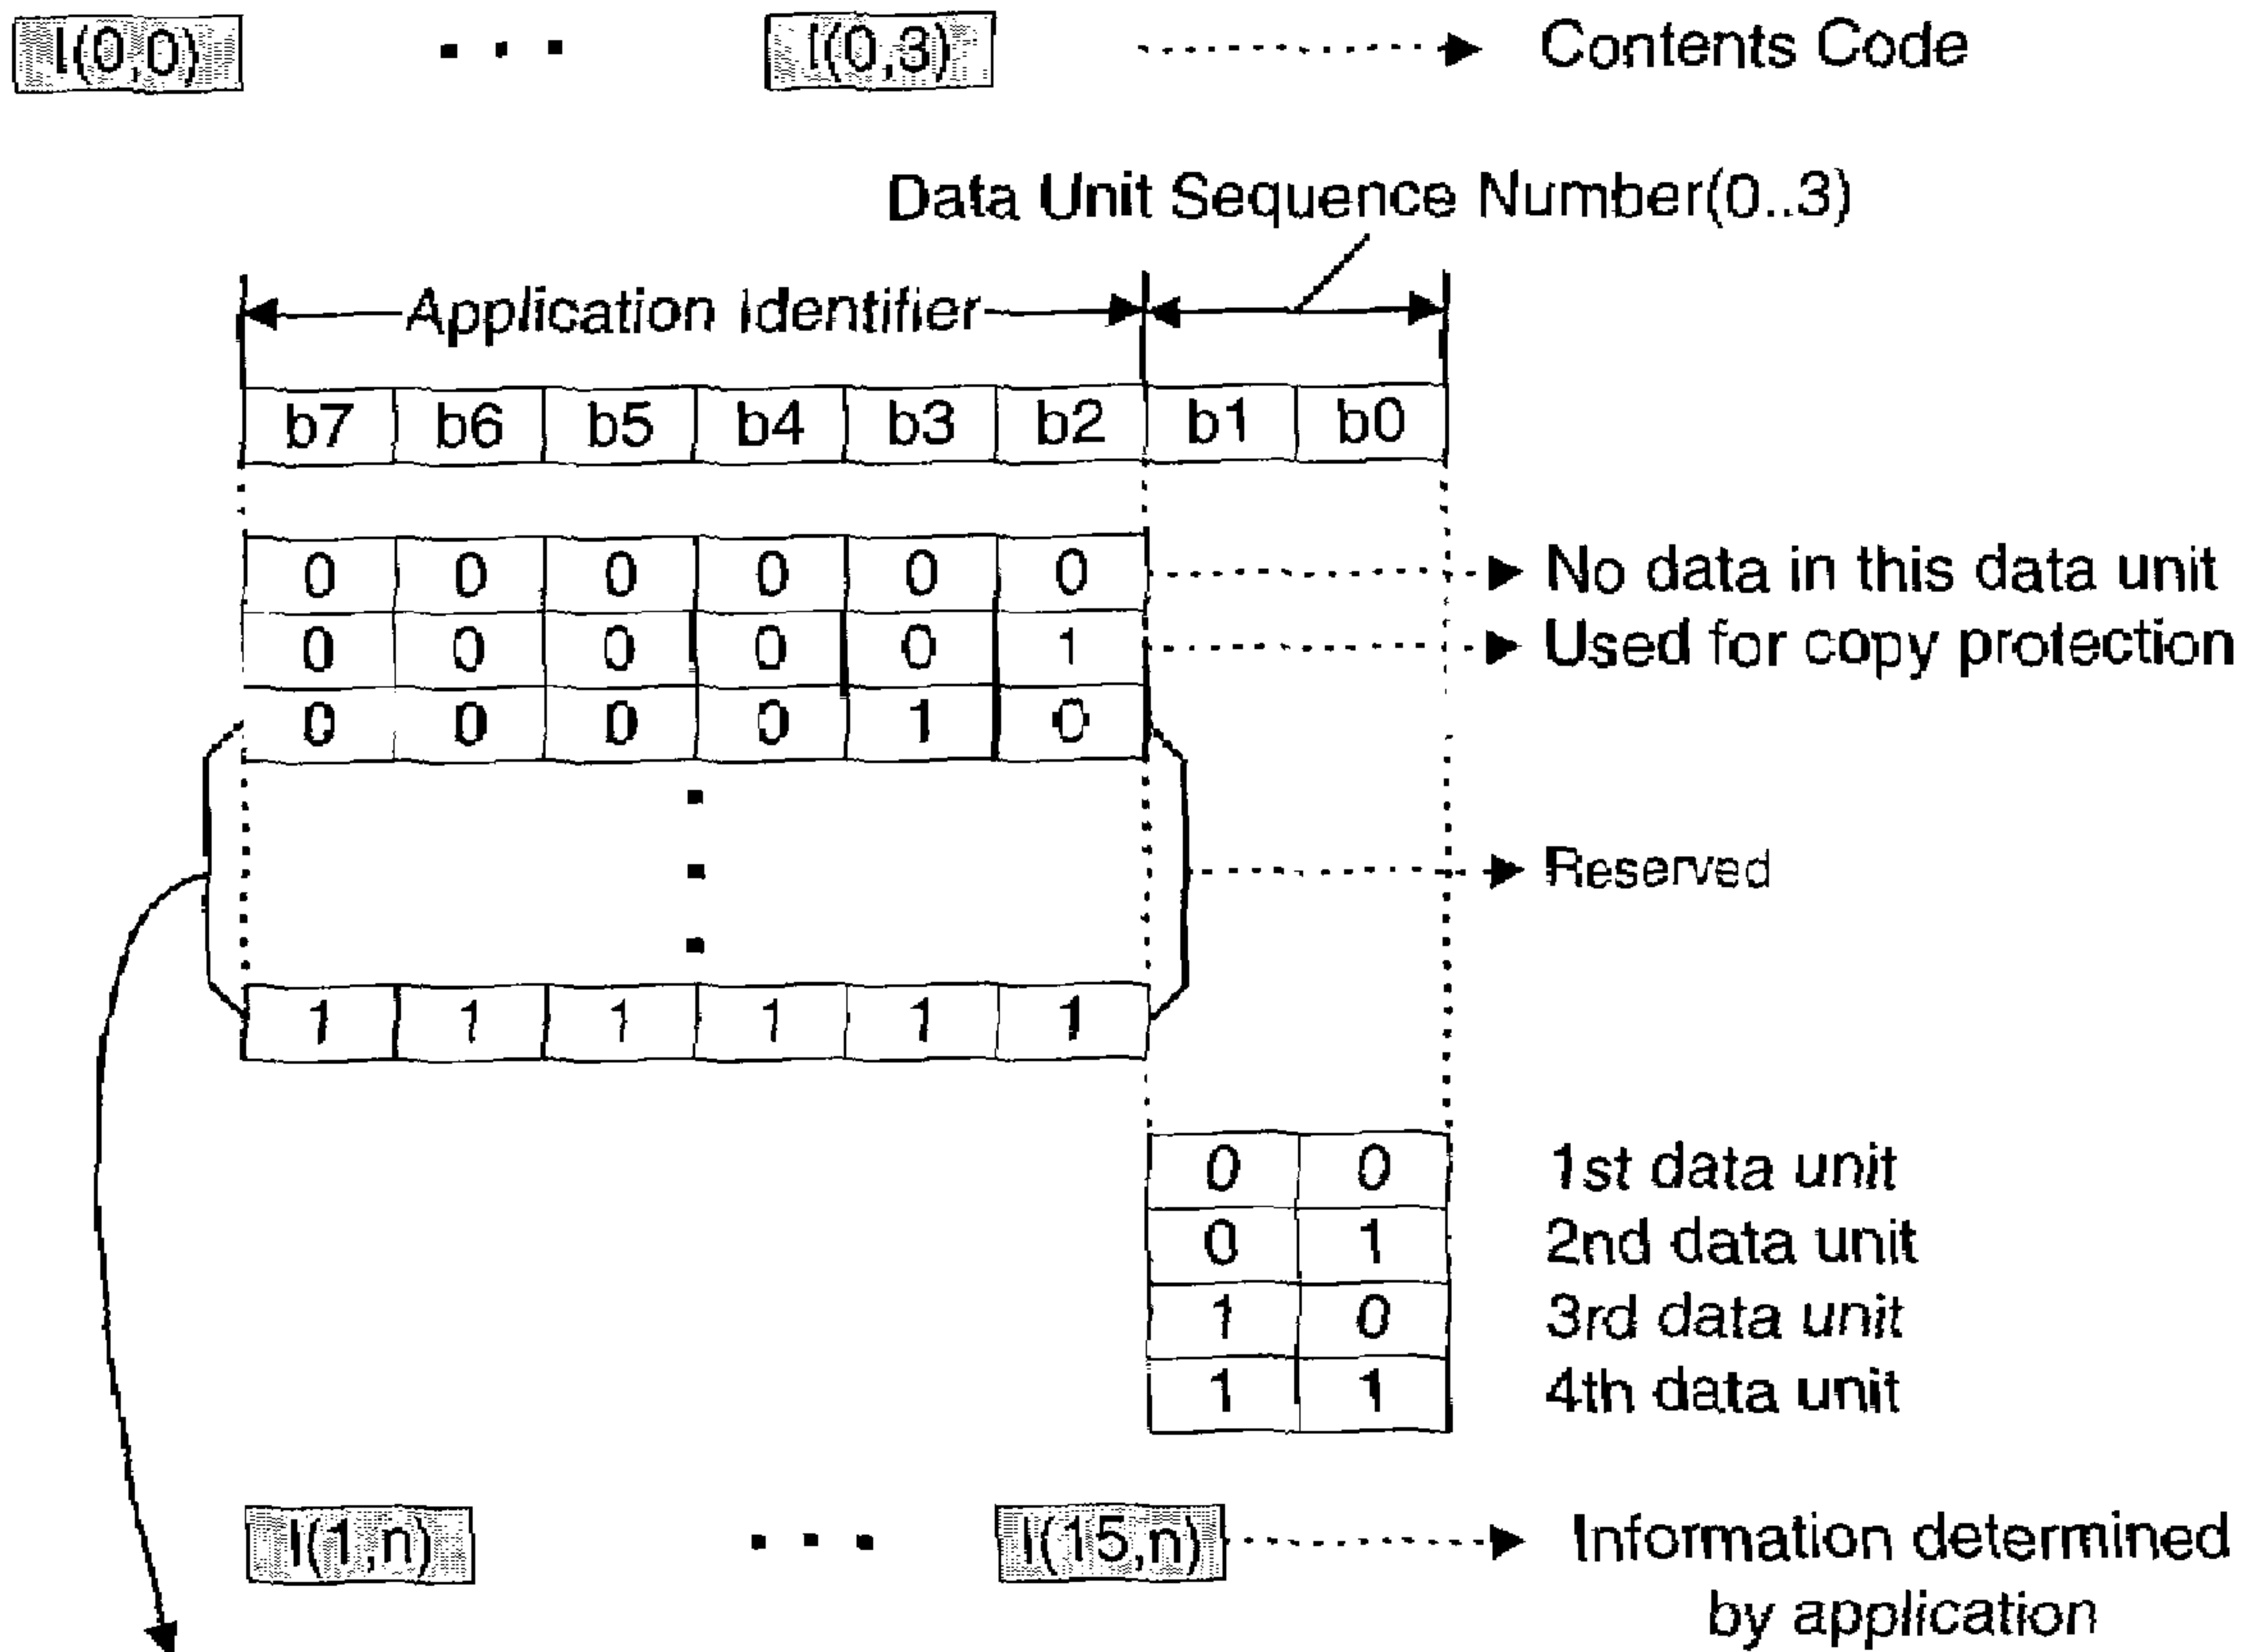 I(0,0) ... I(0,3) Contents Code
Data Unit Sequence Number(0..3)
Application Identifier
b7 b6 b5 b4 b3 b2 b1 b0
0 0 0 0 0 0 No data in this data unit
0 0 0 0 0 1 Used for copy protection
0 0 0 0 1 0
Reserved
1 1 1 1 1 1
0 0 1st data unit
0 1 2nd data unit
1 0 3rd data unit
1 1 4th data unit
I(1,n) ... I(15,n) Information determined
by application